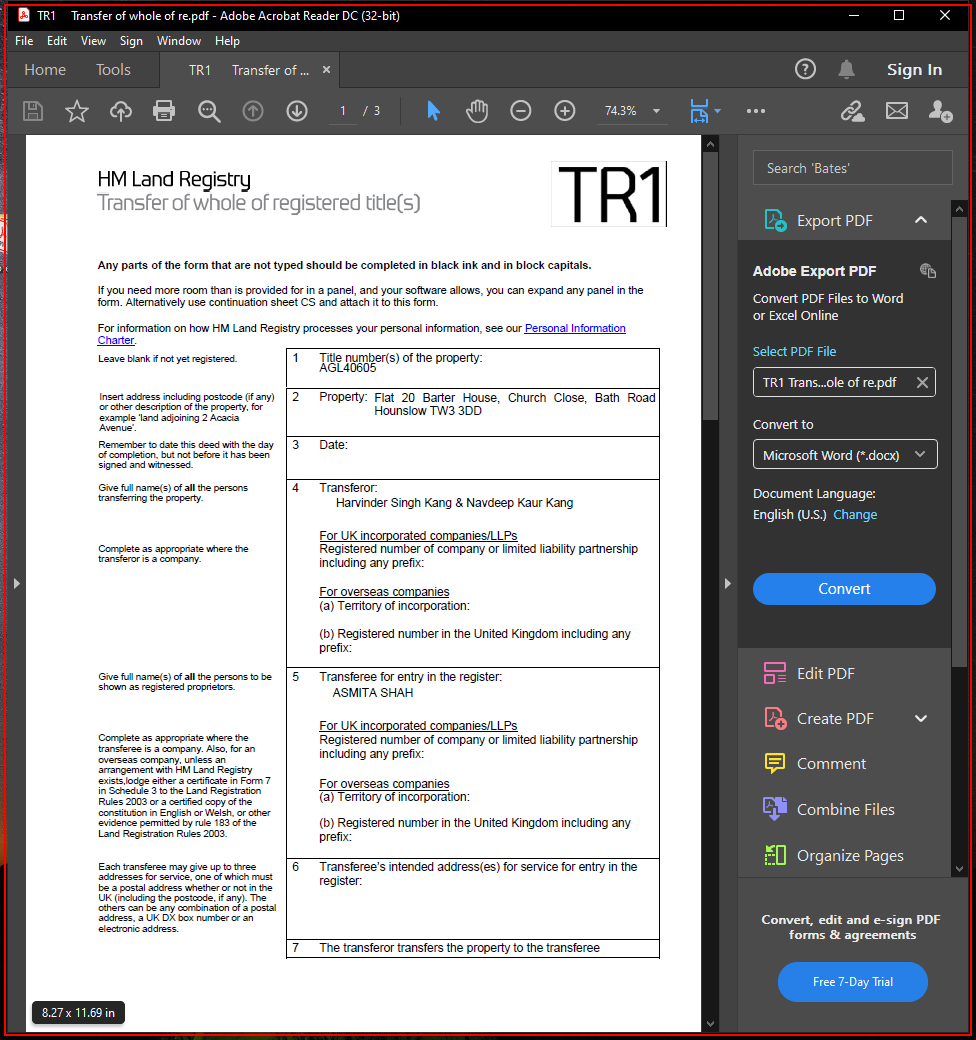 TR1 Transfer of whole of re.pdf - Adobe Acrobat Reader DC (32-bit)
File Edit View Sign Window Help
Home Tools TR1 Transfer of ... × Sign In
1 / 3 74.3%
HM Land Registry
Transfer of whole of registered title(s)
TR1
Any parts of the form that are not typed should be completed in black ink and in block capitals.
If you need more room than is provided for in a panel, and your software allows, you can expand any panel in the
form. Alternatively use continuation sheet CS and attach it to this form.
For information on how HM Land Registry processes your personal information, see our Personal Information
Charter.
Leave blank if not yet registered.
1 Title number(s) of the property:
AGL40605
Insert address including postcode (if any)
or other description of the property, for
example 'land adjoining 2 Acacia
Avenue'.
2 Property: Flat 20 Barter House, Church Close, Bath Road
Hounslow TW3 3DD
Remember to date this deed with the day
of completion, but not before it has been
signed and witnessed.
3 Date:
Give full name(s) of all the persons
transferring the property.
4 Transferor:
Harvinder Singh Kang & Navdeep Kaur Kang
Complete as appropriate where the
transferor is a company.
For UK incorporated companies/LLPs
Registered number of company or limited liability partnership
including any prefix:
For overseas companies
(a) Territory of incorporation:
(b) Registered number in the United Kingdom including any
prefix:
Give full name(s) of all the persons to be
shown as registered proprietors.
5 Transferee for entry in the register:
ASMITA SHAH
Complete as appropriate where the
transferee is a company. Also, for an
overseas company, unless an
arrangement with HM Land Registry
exists,lodge either a certificate in Form 7
in Schedule 3 to the Land Registration
Rules 2003 or a certified copy of the
constitution in English or Welsh, or other
evidence permitted by rule 183 of the
Land Registration Rules 2003.
For UK incorporated companies/LLPs
Registered number of company or limited liability partnership
including any prefix:
For overseas companies
(a) Territory of incorporation:
(b) Registered number in the United Kingdom including any
prefix:
Each transferee may give up to three
addresses for service, one of which must
be a postal address whether or not in the
UK (including the postcode, if any). The
others can be any combination of a postal
address, a UK DX box number or an
electronic address.
6 Transferee's intended address(es) for service for entry in the
register:
7 The transferor transfers the property to the transferee
8.27 x 11.69 in
Search 'Bates'
Export PDF
Adobe Export PDF
Convert PDF Files to Word
or Excel Online
Select PDF File
TR1 Trans...ole of re.pdf
Convert to
Microsoft Word (*.docx)
Document Language:
English (U.S.) Change
Convert
Edit PDF
Create PDF
Comment
Combine Files
Organize Pages
Convert, edit and e-sign PDF
forms & agreements
Free 7-Day Trial